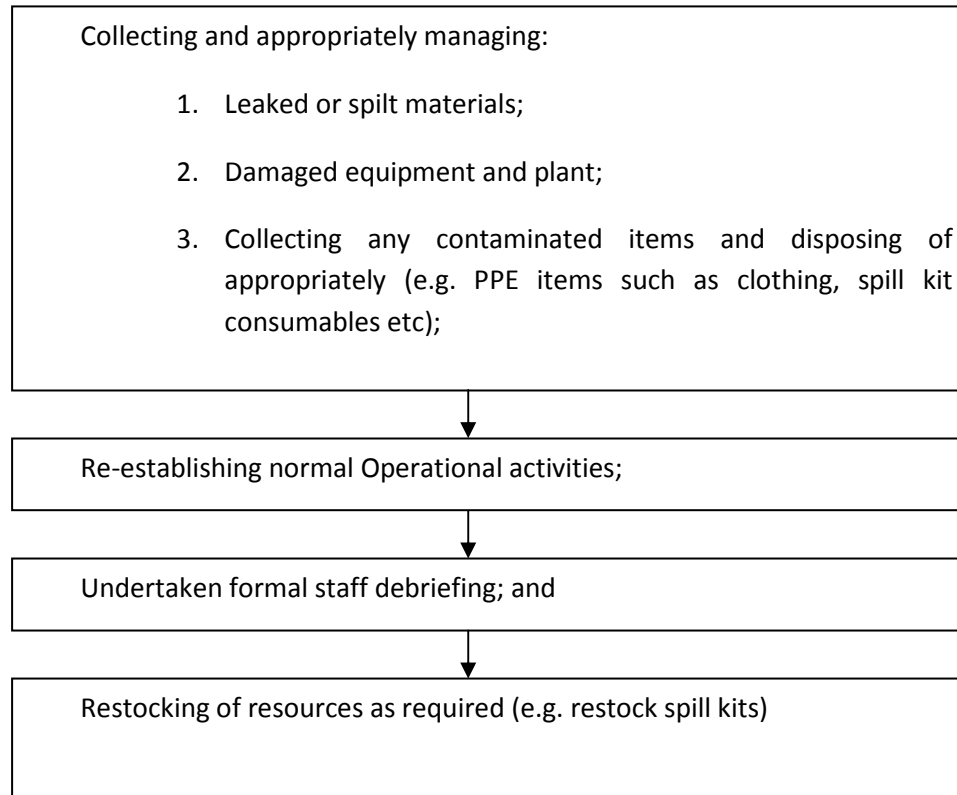 Collecting and appropriately managing:
1. Leaked or spilt materials;
2. Damaged equipment and plant;
3. Collecting any contaminated items and disposing of
appropriately (e.g. PPE items such as clothing, spill kit
consumables etc);
Re-establishing normal Operational activities;
Undertaken formal staff debriefing; and
Restocking of resources as required (e.g. restock spill kits)